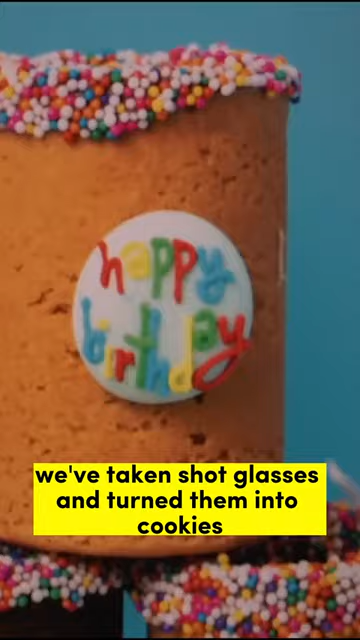 happy
birthday
we've taken shot glasses
and turned them into
cookies